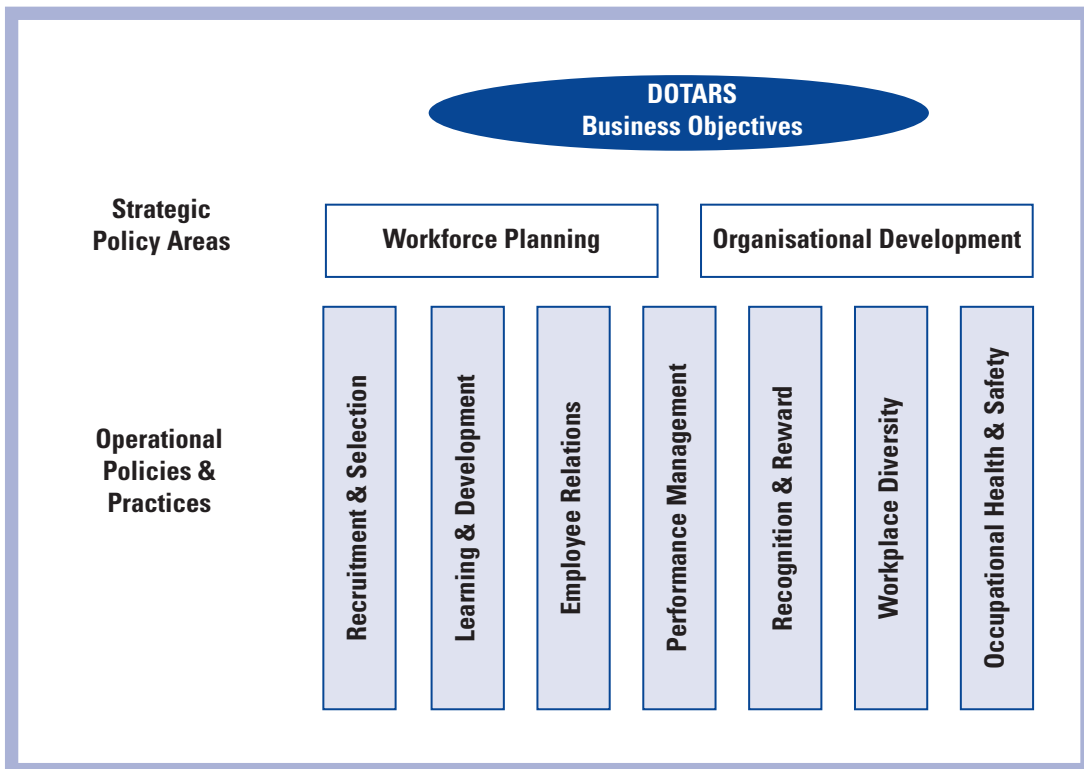 DOTARS
Business Objectives
Strategic
Policy Areas
Workforce Planning
Organisational Development
Operational
Policies &
Practices
Recruitment & Selection
Learning & Development
Employee Relations
Performance Management
Recognition & Reward
Workplace Diversity
Occupational Health & Safety